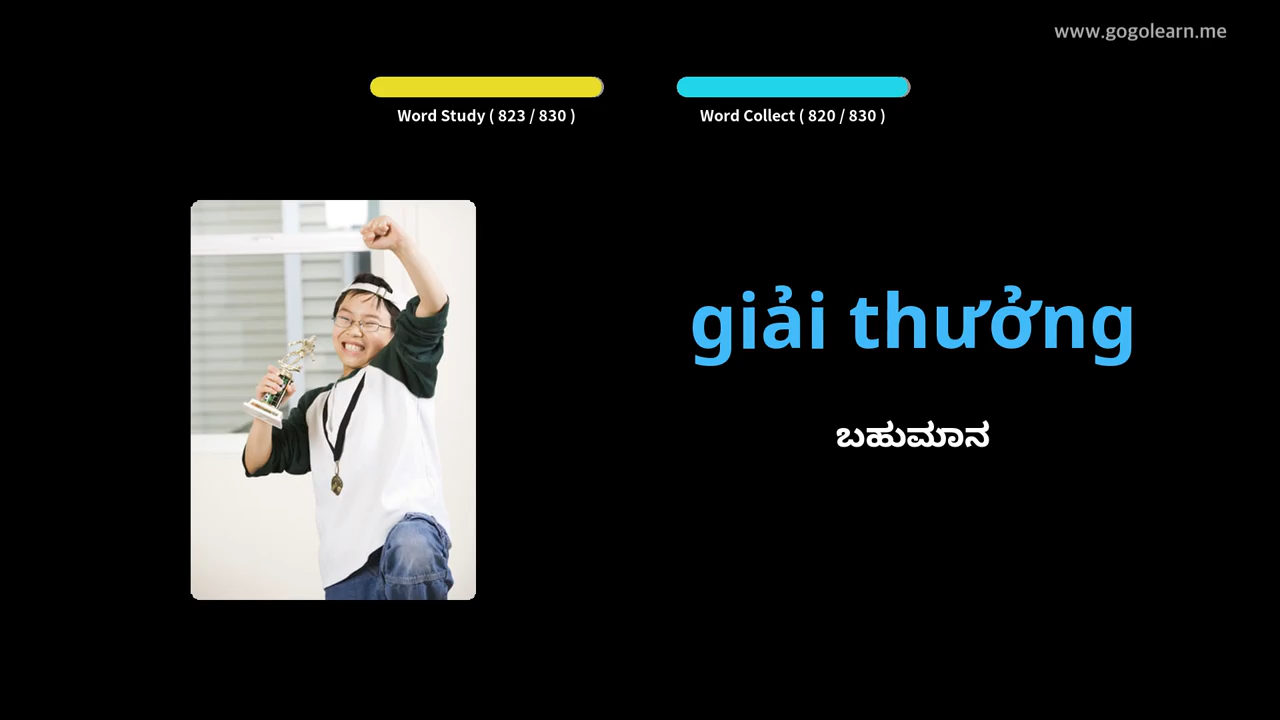 www.gogolearn.me
Word Study ( 823 / 830 )
Word Collect ( 820 / 830 )
giải thưởng
ಬಹುಮಾನ